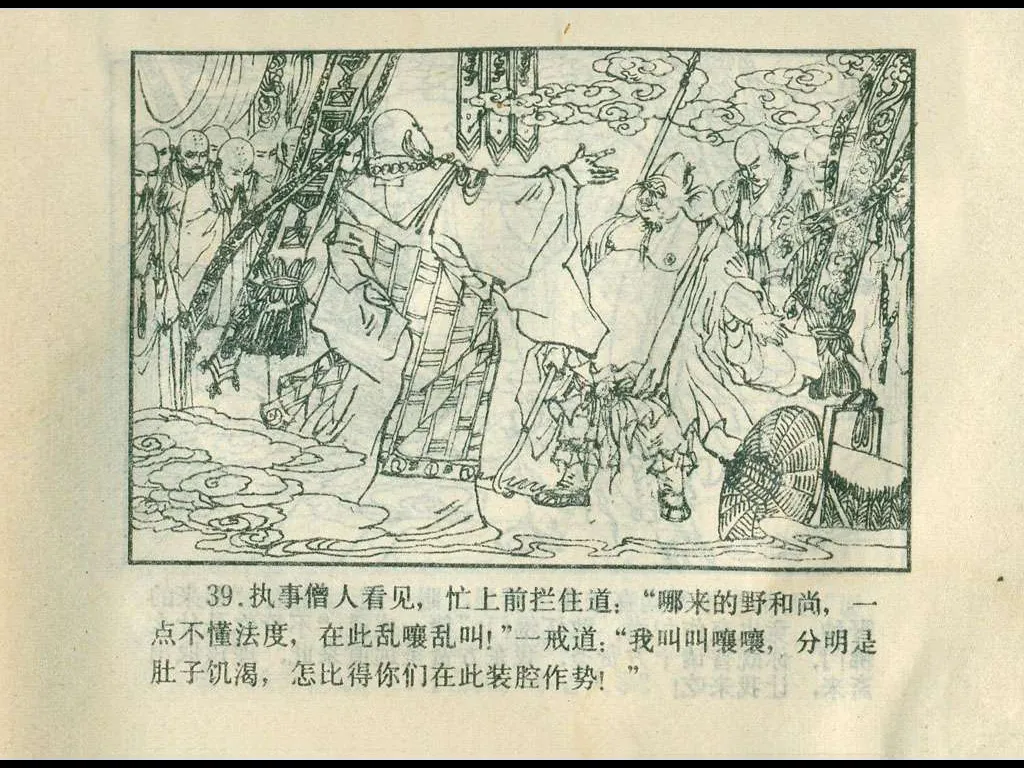 39.执事僧人看见，忙上前拦住道：“哪来的野和尚，一
点不懂法度，在此乱嚷乱叫！”一戒道：“我叫叫嚷嚷，分明是
肚子饥渴，怎比得你们在此装腔作势！”